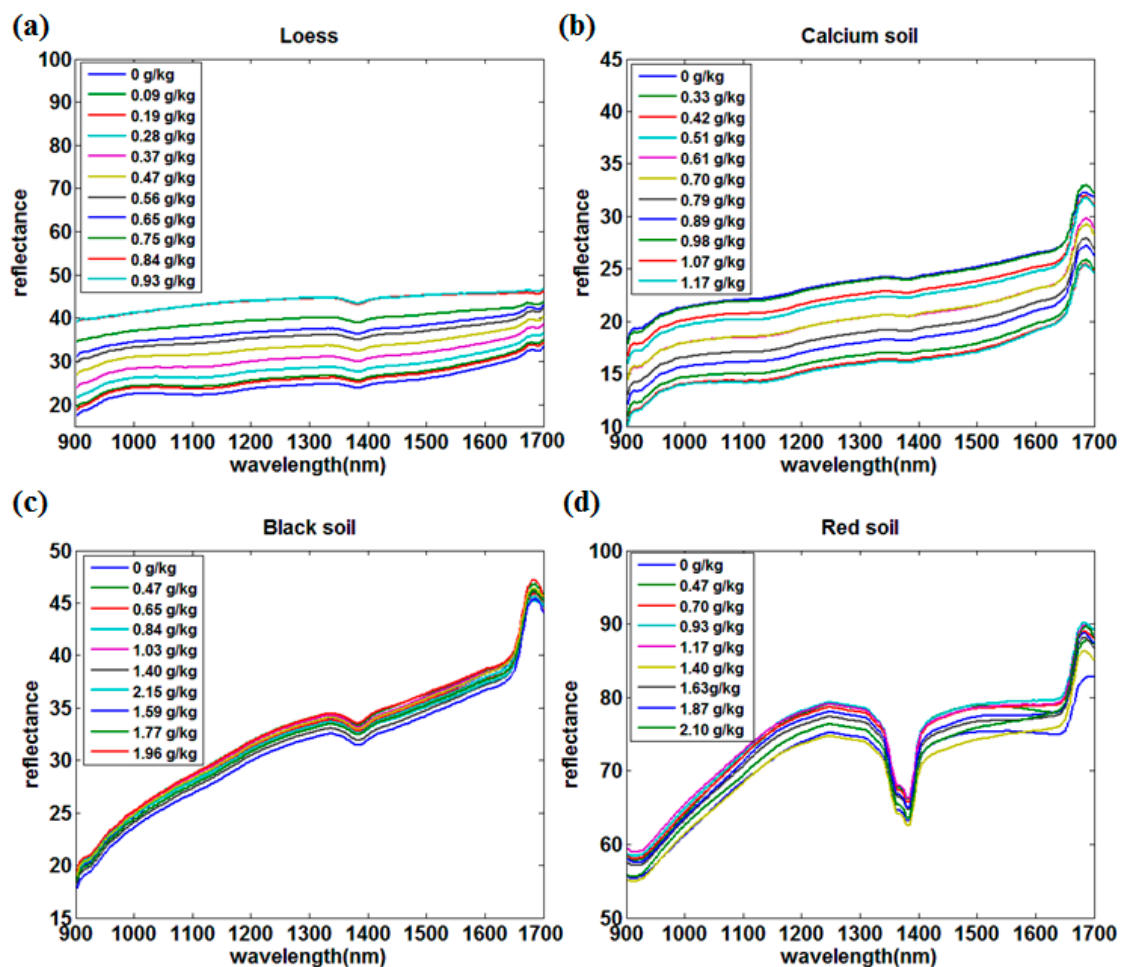 (a)
Loess
100
90
80
70
60
50
40
30
20
reflectance
0 g/kg
0.09 g/kg
0.19 g/kg
0.28 g/kg
0.37 g/kg
0.47 g/kg
0.56 g/kg
0.65 g/kg
0.75 g/kg
0.84 g/kg
0.93 g/kg
900 1000 1100 1200 1300 1400 1500 1600 1700
wavelength(nm)
(b)
Calcium soil
45
40
35
30
25
20
15
10
reflectance
0 g/kg
0.33 g/kg
0.42 g/kg
0.51 g/kg
0.61 g/kg
0.70 g/kg
0.79 g/kg
0.89 g/kg
0.98 g/kg
1.07 g/kg
1.17 g/kg
900 1000 1100 1200 1300 1400 1500 1600 1700
wavelength(nm)
(c)
Black soil
50
45
40
35
30
25
20
15
reflectance
0 g/kg
0.47 g/kg
0.65 g/kg
0.84 g/kg
1.03 g/kg
1.40 g/kg
2.15 g/kg
1.59 g/kg
1.77 g/kg
1.96 g/kg
900 1000 1100 1200 1300 1400 1500 1600 1700
wavelength(nm)
(d)
Red soil
100
90
80
70
60
50
reflectance
0 g/kg
0.47 g/kg
0.70 g/kg
0.93 g/kg
1.17 g/kg
1.40 g/kg
1.63g/kg
1.87 g/kg
2.10 g/kg
900 1000 1100 1200 1300 1400 1500 1600 1700
wavelength(nm)